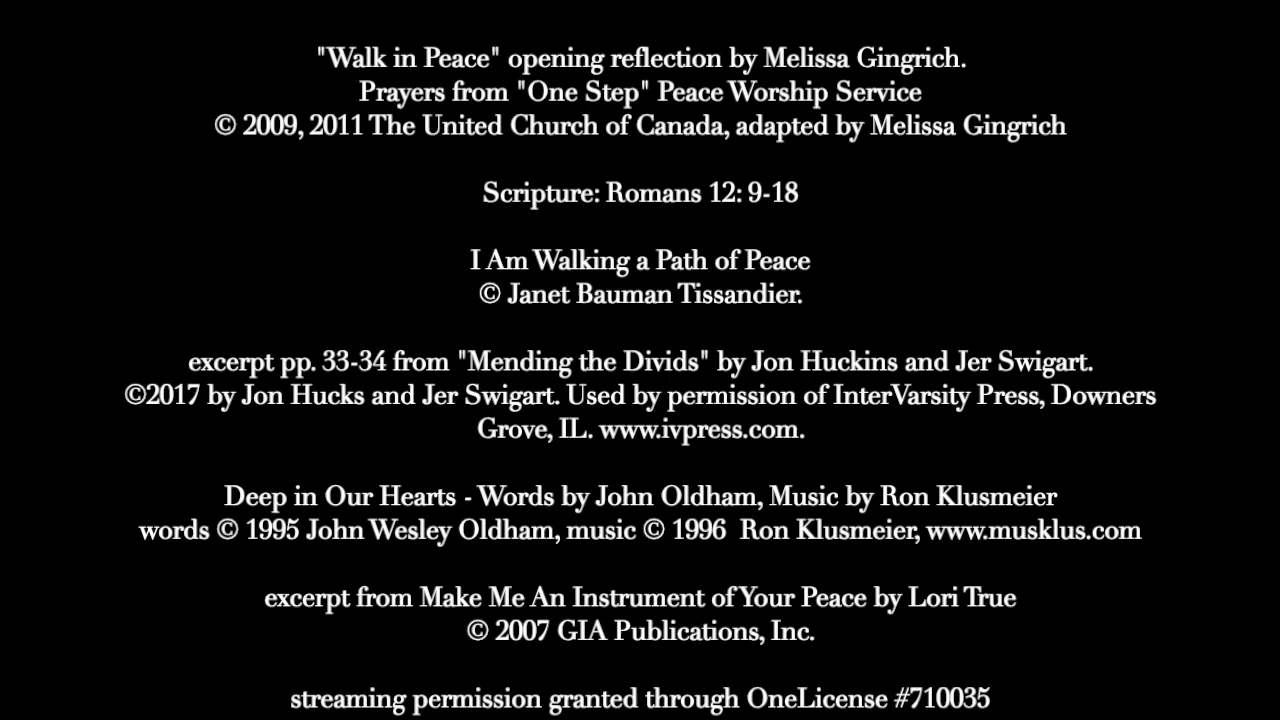 "Walk in Peace" opening reflection by Melissa Gingrich.
Prayers from "One Step" Peace Worship Service
© 2009, 2011 The United Church of Canada, adapted by Melissa Gingrich
Scripture: Romans 12: 9-18
I Am Walking a Path of Peace
© Janet Bauman Tissandier.
excerpt pp. 33-34 from "Mending the Divids" by Jon Huckins and Jer Swigart.
©2017 by Jon Hucks and Jer Swigart. Used by permission of InterVarsity Press, Downers
Grove, IL. www.ivpress.com.
Deep in Our Hearts - Words by John Oldham, Music by Ron Klusmeier
words © 1995 John Wesley Oldham, music © 1996  Ron Klusmeier, www.musklus.com
excerpt from Make Me An Instrument of Your Peace by Lori True
© 2007 GIA Publications, Inc.
streaming permission granted through OneLicense #710035